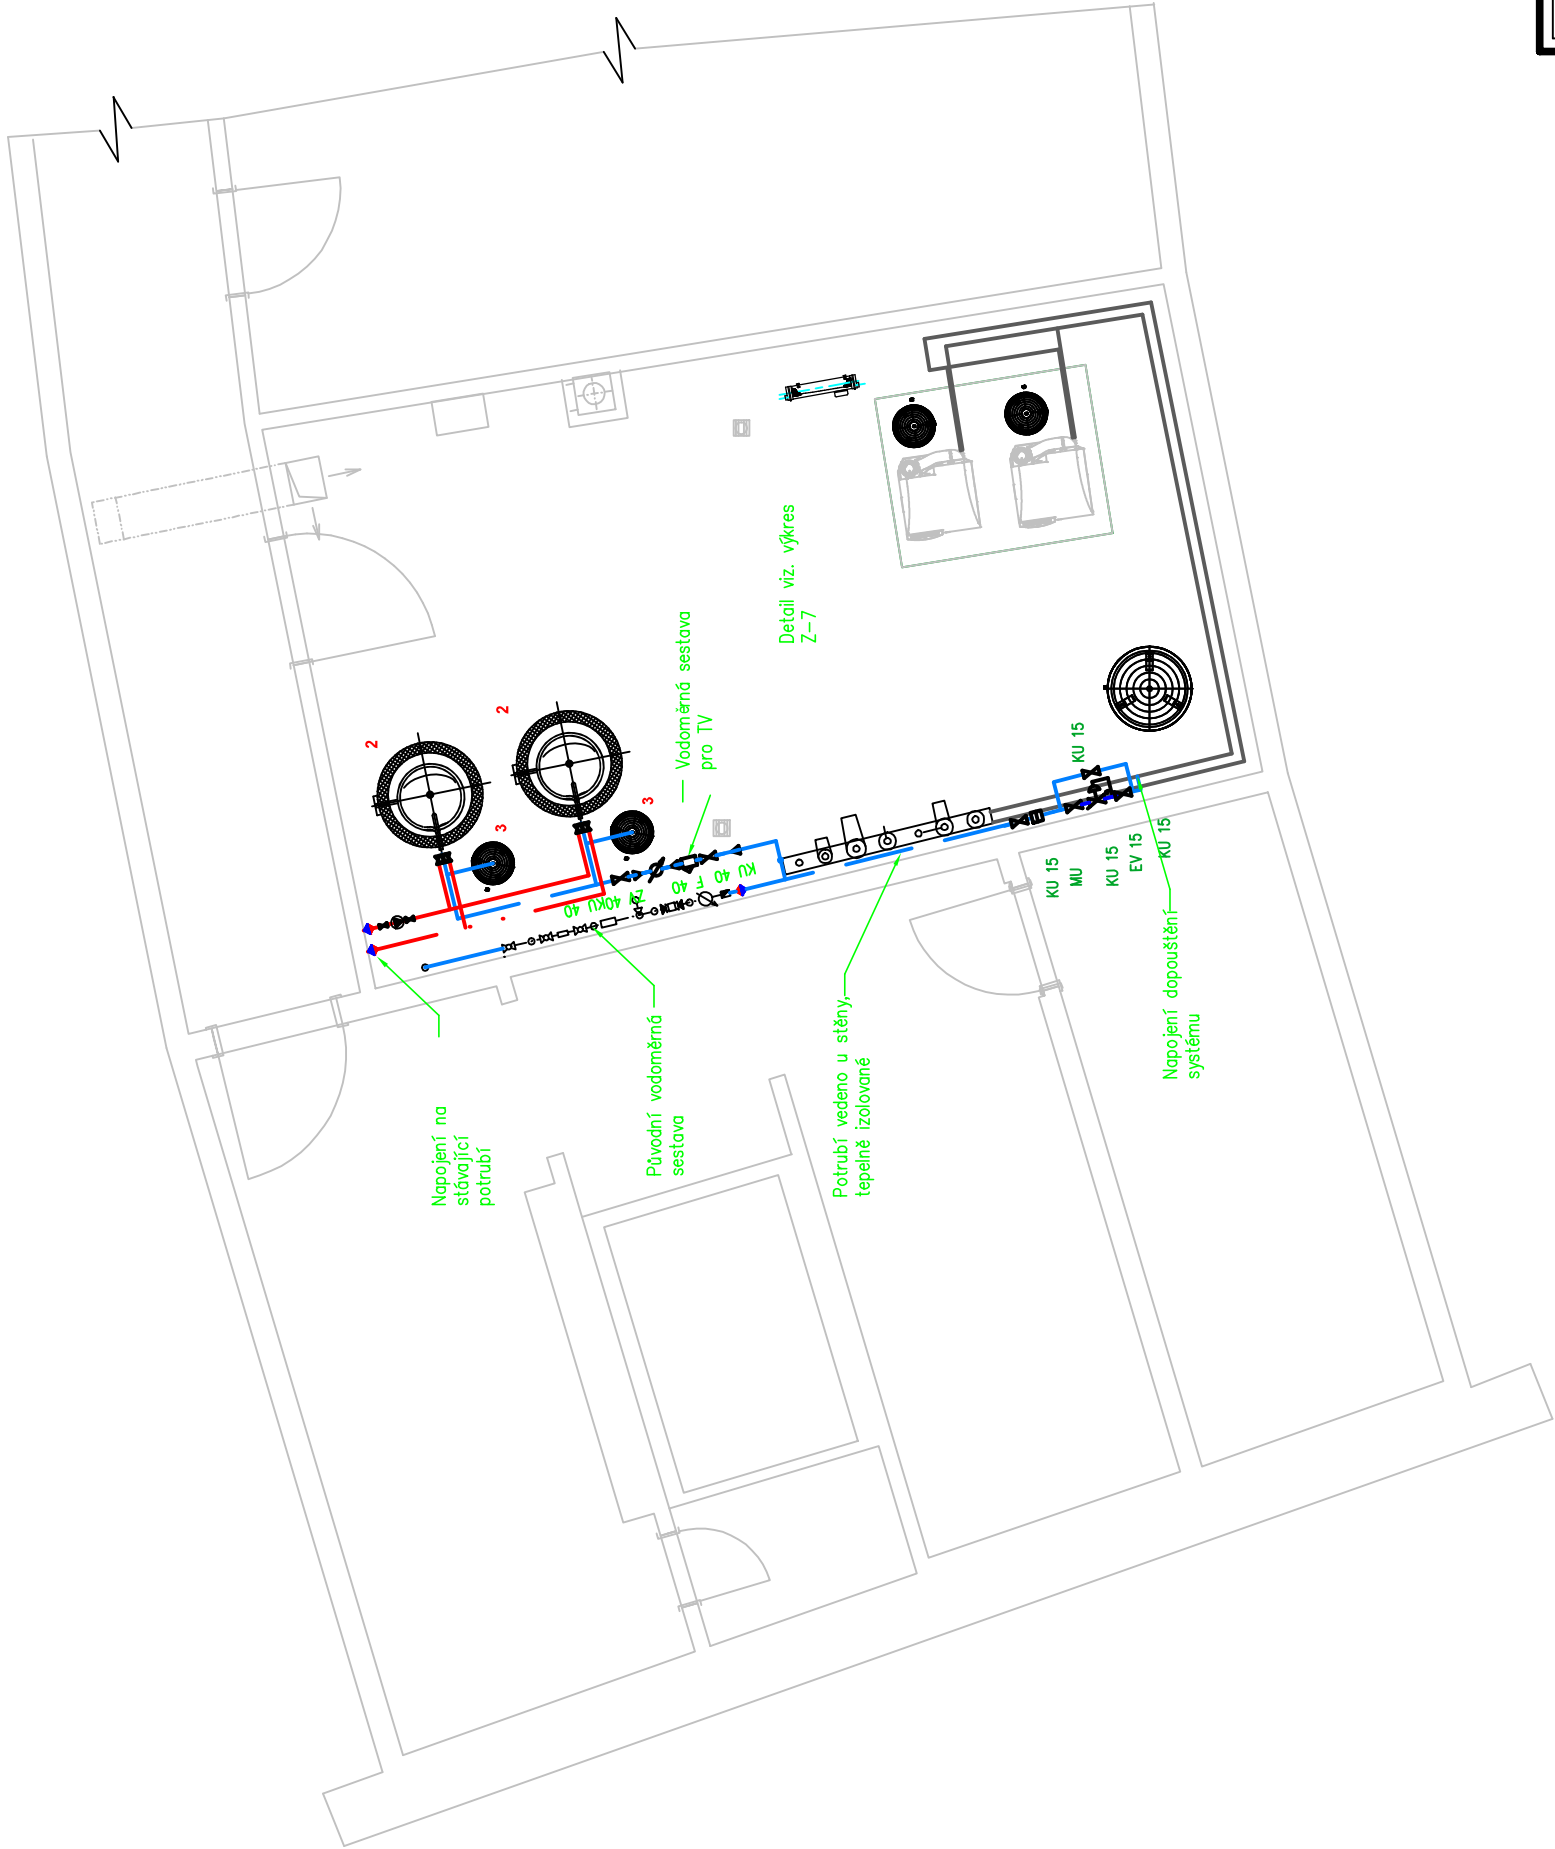 2
2
3
3
Vodoměrná sestava
pro TV
Detail viz. výkres
Z-7
KU 40
F 40
ZV 40
KU 40
KU 15
KU 15
MU
KU 15
EV 15
KU 15
Napojení na
stávající
potrubí
Původní vodoměrná
sestava
Potrubí vedeno u stěny,
tepelně izolované
Napojení dopouštění
systému